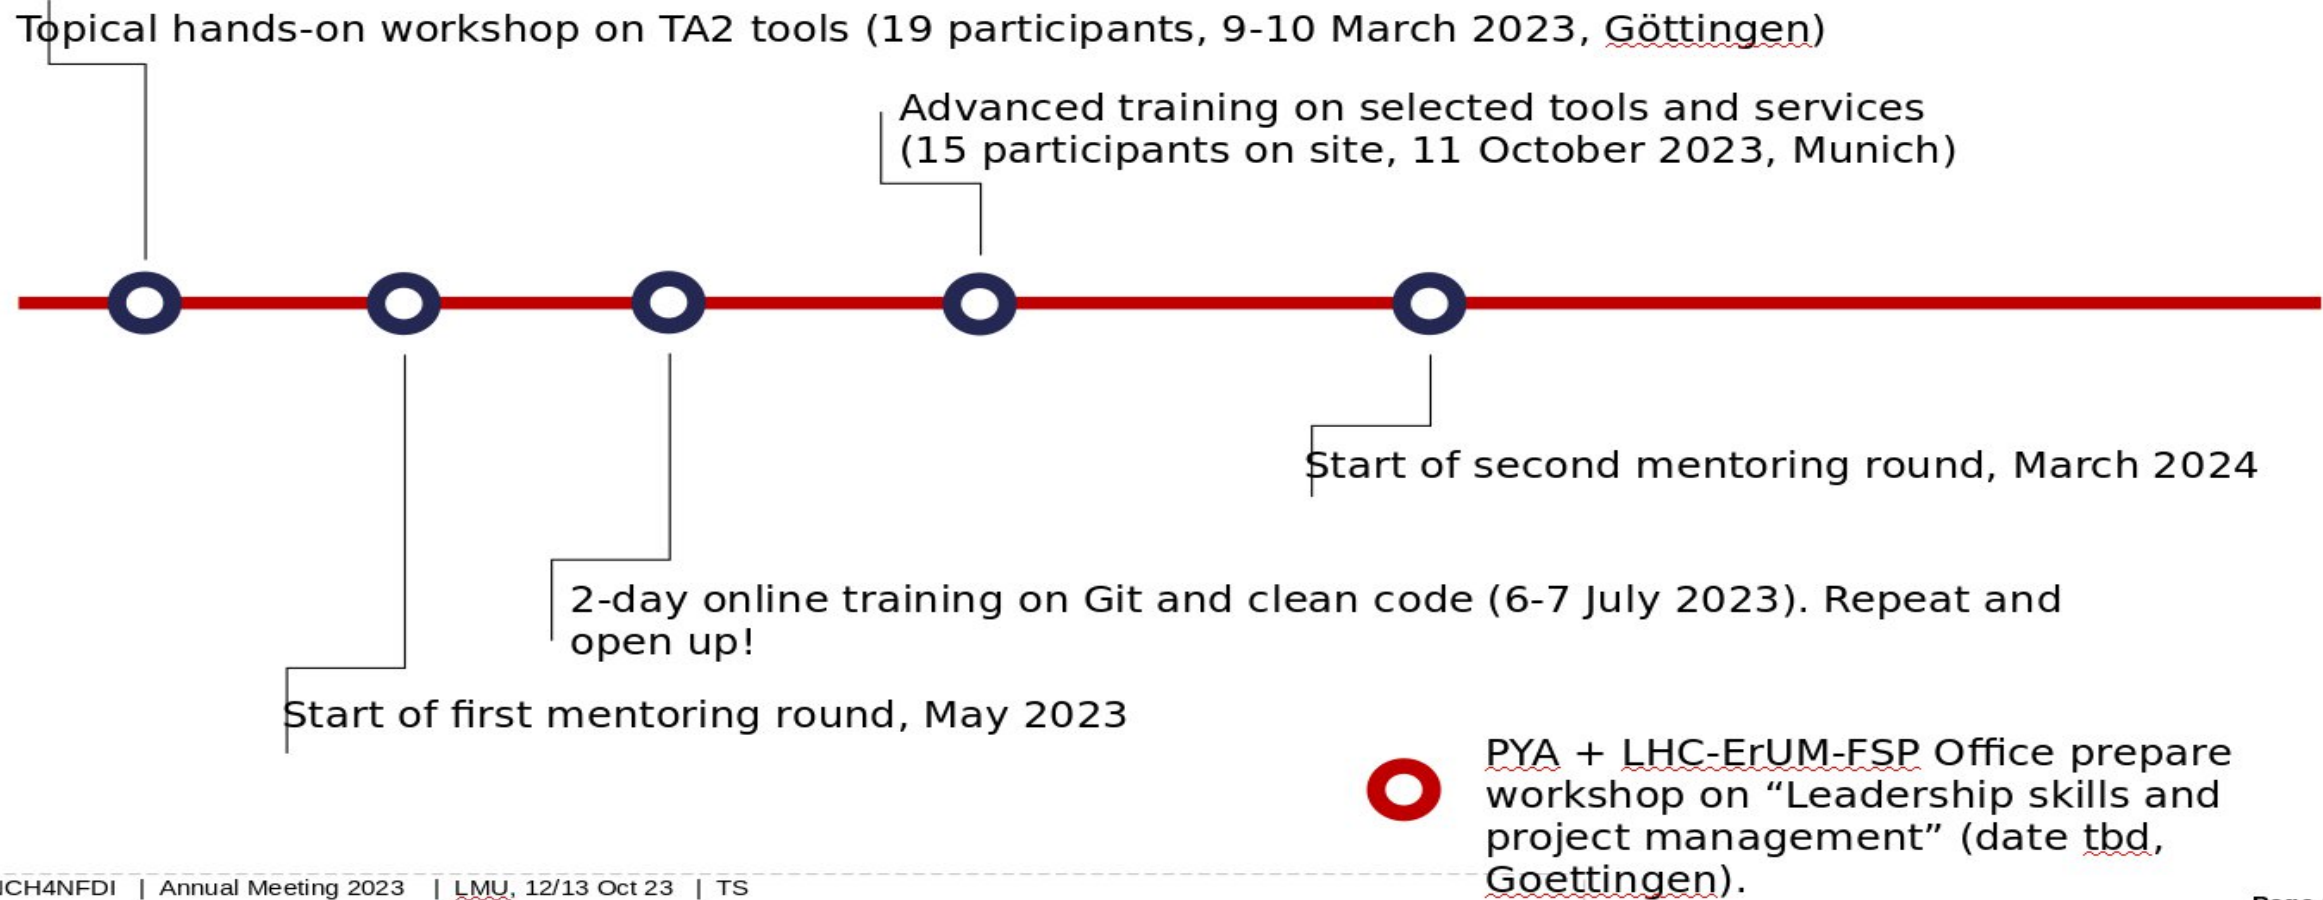 Topical hands-on workshop on TA2 tools (19 participants, 9-10 March 2023, Göttingen)
Advanced training on selected tools and services
(15 participants on site, 11 October 2023, Munich)
Start of second mentoring round, March 2024
2-day online training on Git and clean code (6-7 July 2023). Repeat and
open up!
Start of first mentoring round, May 2023
PYA + LHC-ErUM-FSP Office prepare
workshop on “Leadership skills and
project management” (date tbd,
Goettingen).
CH4NFDI | Annual Meeting 2023 | LMU, 12/13 Oct 23 | TS